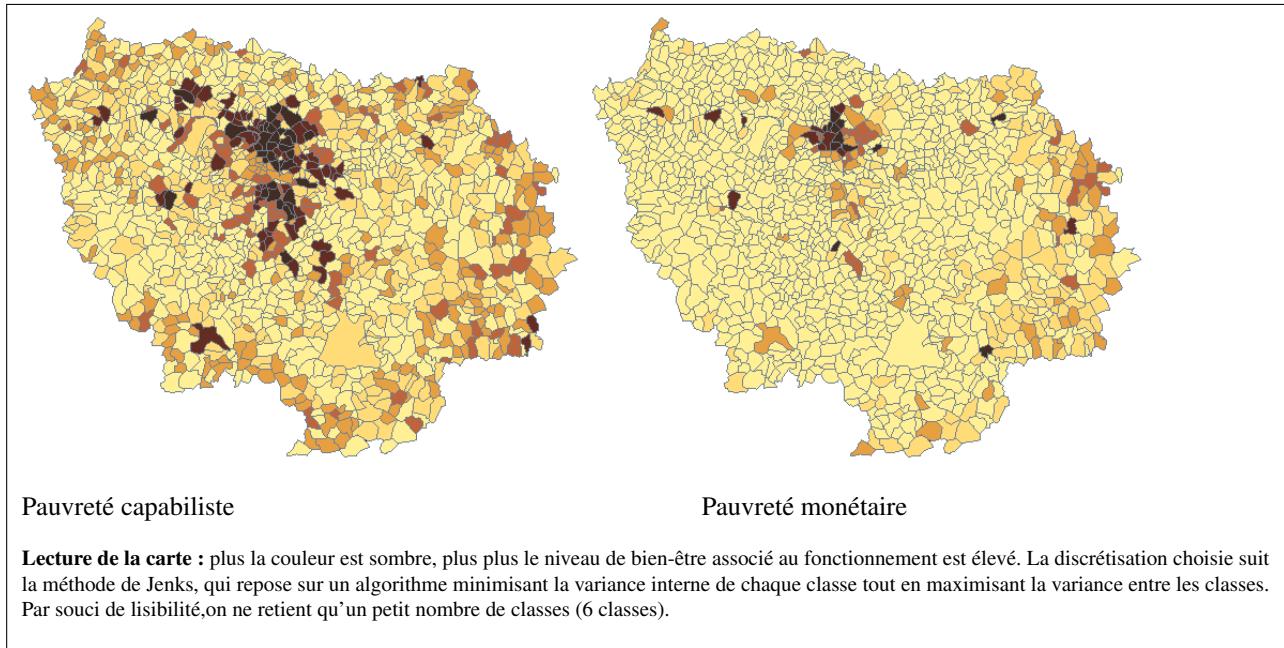 Pauvreté capabiliste
Pauvreté monétaire
Lecture de la carte : plus la couleur est sombre, plus plus le niveau de bien-être associé au fonctionnement est élevé. La discrétisation choisie suit
la méthode de Jenks, qui repose sur un algorithme minimisant la variance interne de chaque classe tout en maximisant la variance entre les classes.
Par souci de lisibilité,on ne retient qu'un petit nombre de classes (6 classes).